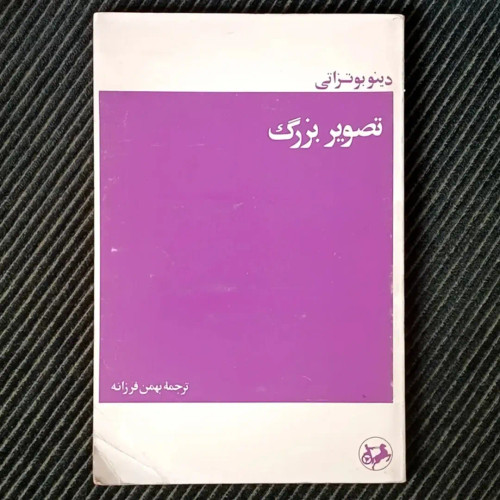 دینو بوتزاتی
تصویر بزرگ
ترجمهٔ بهمن فرزانه